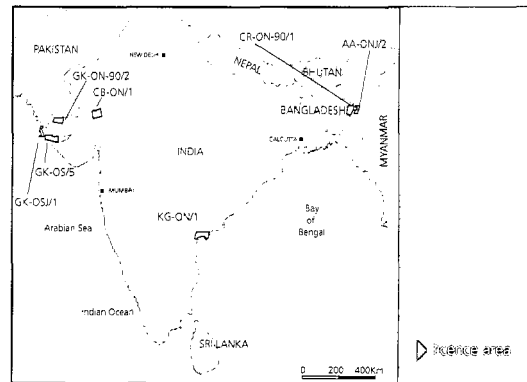 CR-ON-90/1
AA-ONJ/2
PAKISTAN
NEW DELHI
NEPAL
BHUTAN
GK-ON-90/2
CB-ON/1
BANGLADESH
CALCUTTA
MYANMAR
INDIA
GK-OS/5
GK-OSJ/1
MUMBAI
KG-ON/1
Bay
of
Bengal
Arabian Sea
Indian Ocean
SRI LANKA
0 200 400Km
licence area